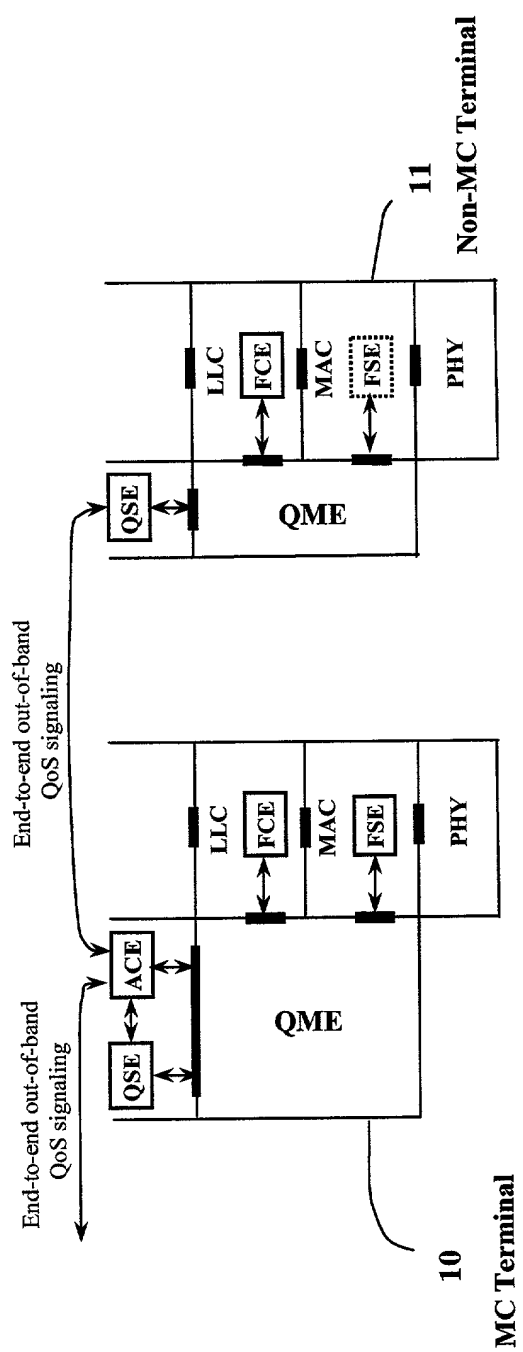 End-to-end out-of-band
QoS signaling
End-to-end out-of-band
QoS signaling
QSE
ACE
LLC
FCE
QME
MAC
FSE
PHY
10
MC Terminal
QSE
LLC
FCE
QME
MAC
FSE
PHY
11
Non-MC Terminal